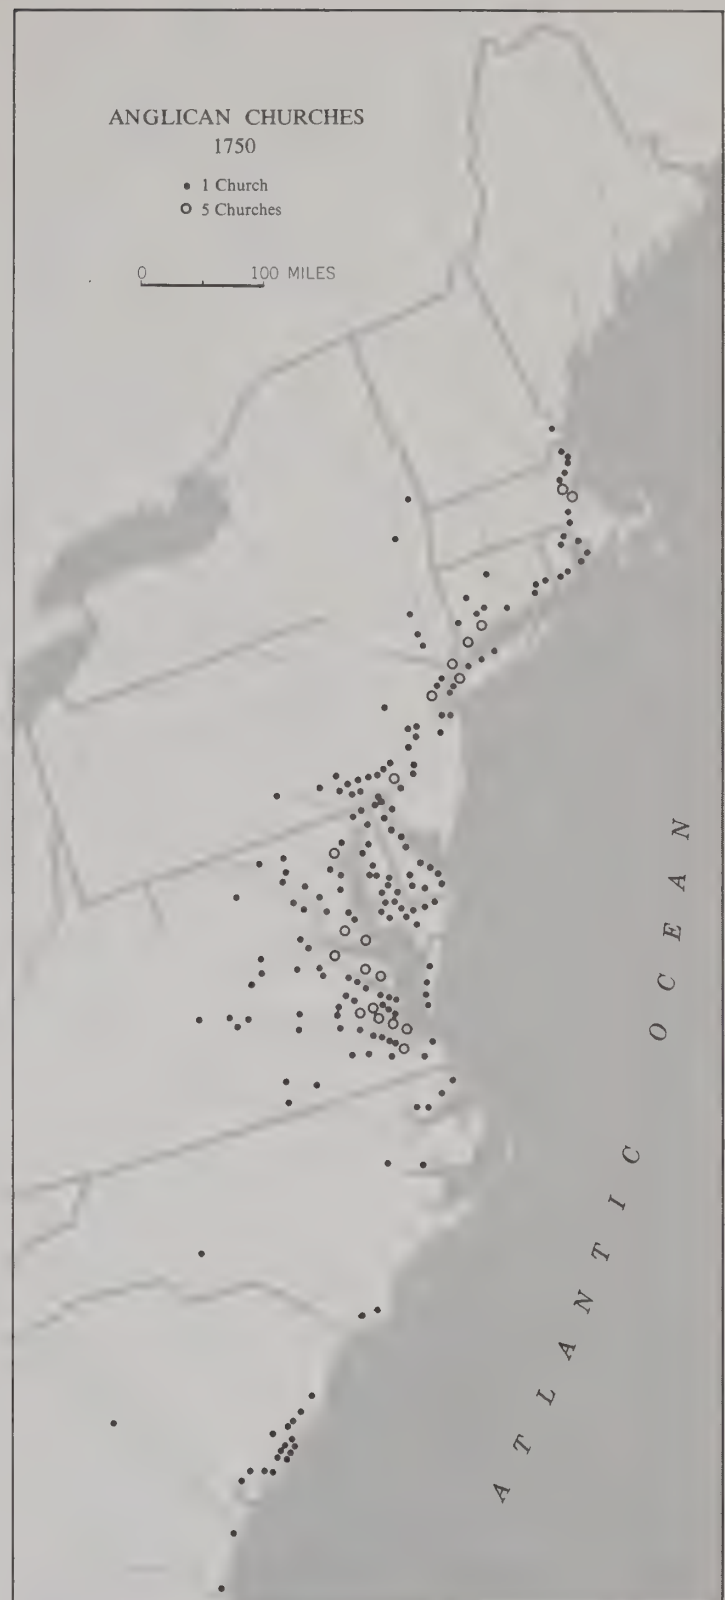 ANGLICAN CHURCHES
1750
1 Church
5 Churches
0 100 MILES
ATLANTIC OCEAN